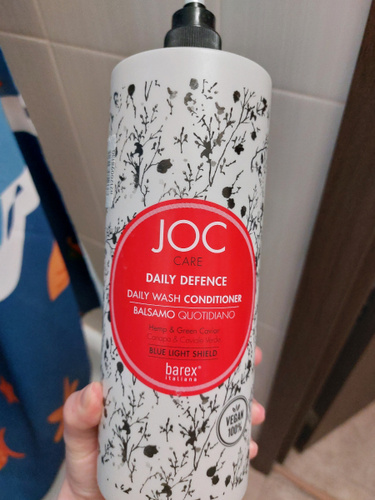 JOC
CARE
DAILY DEFENCE
DAILY WASH CONDITIONER
BALSAMO QUOTIDIANO
Hemp & Green Caviar
Canapa & Caviale Verde
BLUE LIGHT SHIELD
barex
italiana
VEGAN
100%